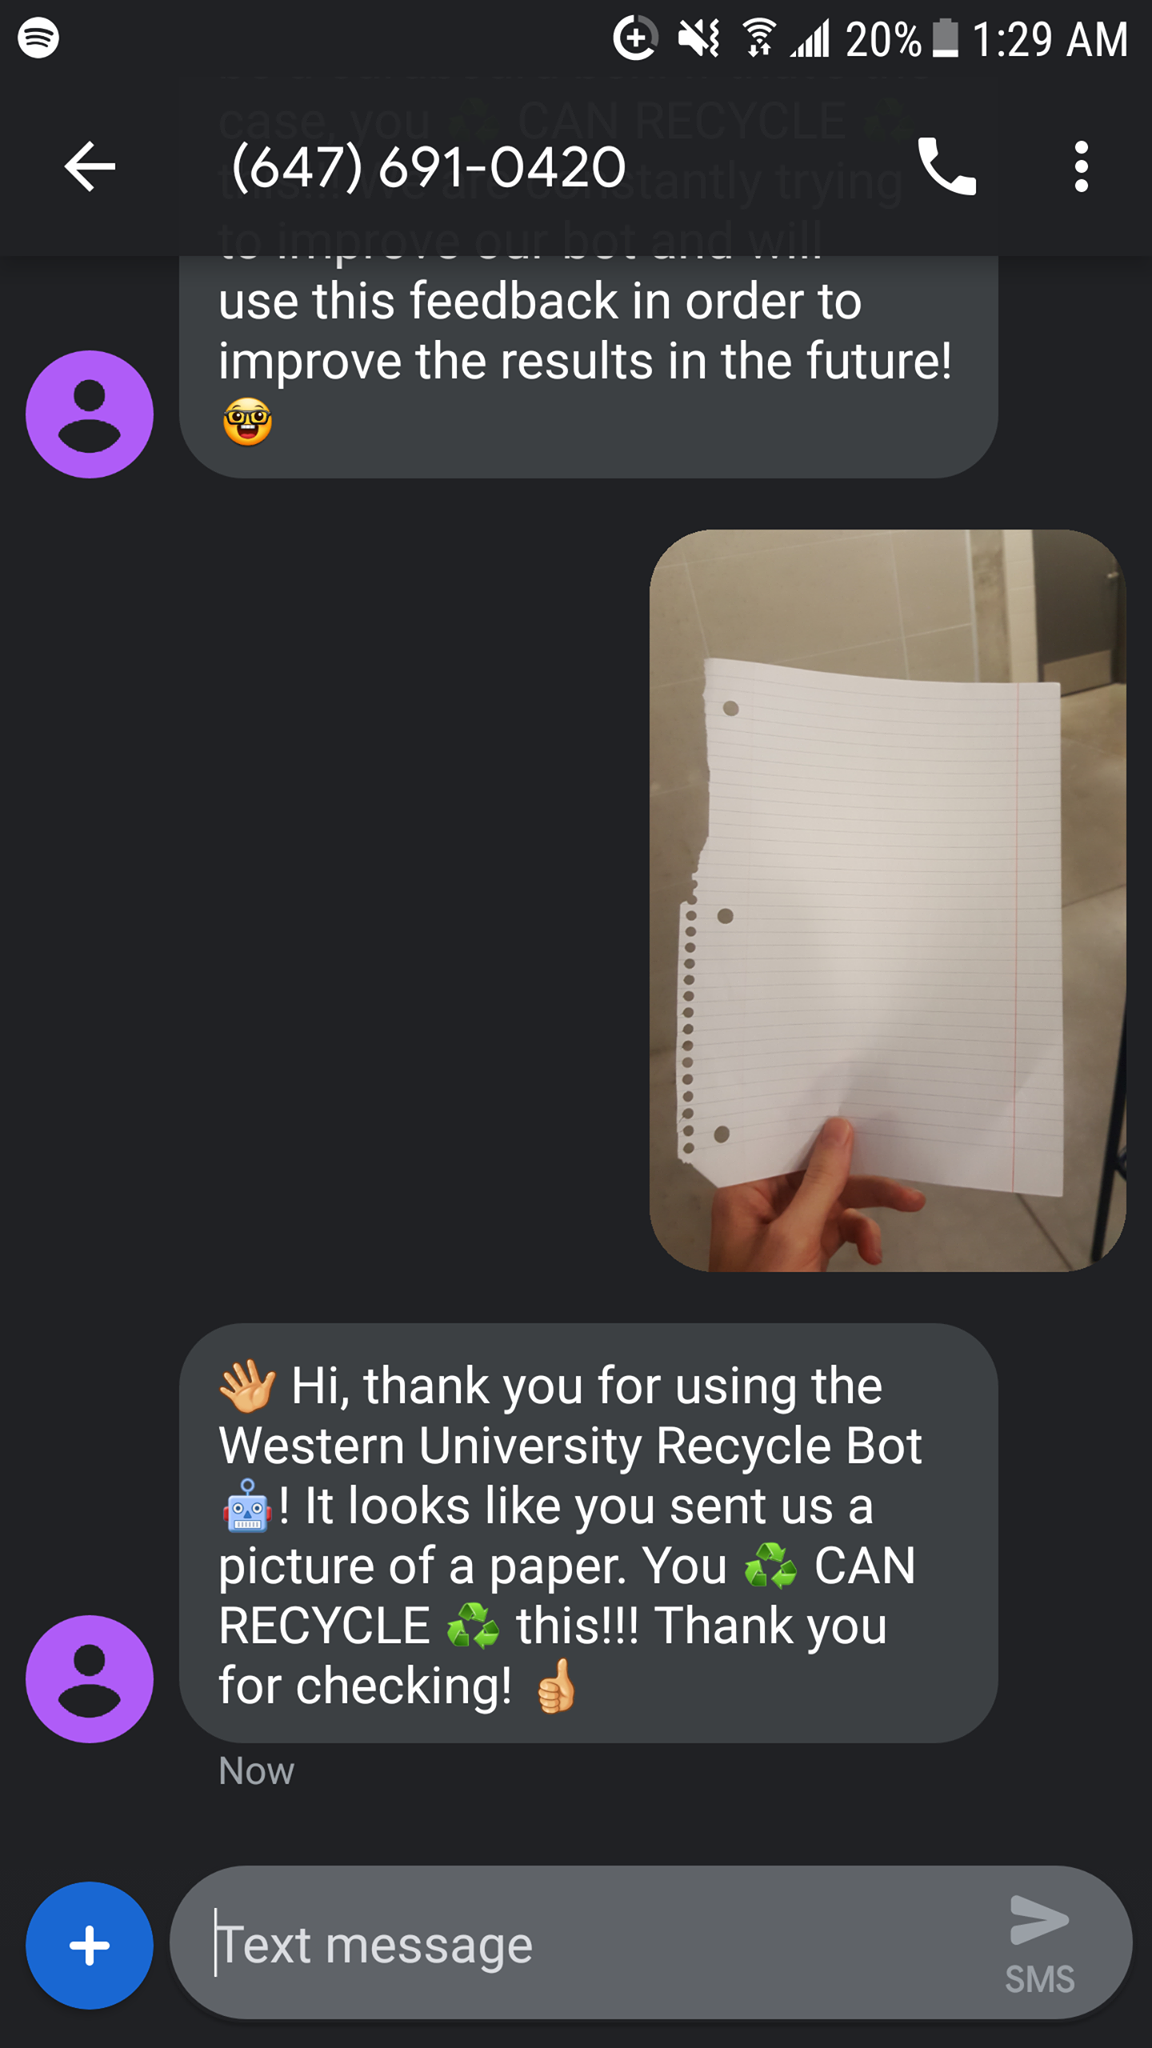 20% 1:29 AM
case, you ♻ CAN RECYCLE ♻
(647) 691-0420
constantly trying
to improve our bot and will
use this feedback in order to
improve the results in the future!
🤓
👋 Hi, thank you for using the
Western University Recycle Bot
🤖! It looks like you sent us a
picture of a paper. You ♻ CAN
RECYCLE ♻ this!!! Thank you
for checking! 👍
Now
Text message
SMS